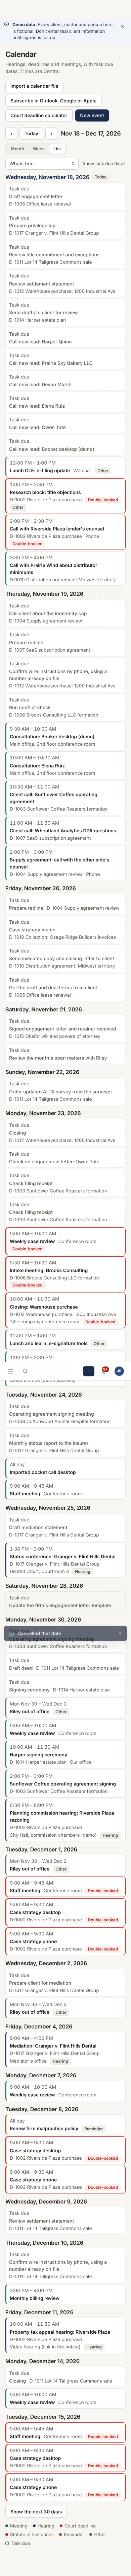 Demo data. Every client, matter and person here is fictional. Don't enter real client information until sign-in is set up.
Calendar
Hearings, deadlines and meetings, with task due dates. Times are Central.
Import a calendar file
Subscribe in Outlook, Google or Apple
Court deadline calculator
New event
Today
Nov 18 – Dec 17, 2026
Month Week List
Whole firm
Show task due dates
Wednesday, November 18, 2026 Today
Task due
Draft engagement letter
D-1005 Office lease renewal
Task due
Prepare privilege log
D-1017 Granver v. Flint Hills Dental Group
Task due
Review title commitment and exceptions
D-1011 Lot 14 Tallgrass Commons sale
Task due
Review settlement statement
D-1012 Warehouse purchase: 1200 Industrial Ave
Task due
Send drafts to client for review
D-1014 Harper estate plan
Task due
Call new lead: Harper Quinn
Task due
Call new lead: Prairie Sky Bakery LLC
Task due
Call new lead: Devon Marsh
Task due
Call new lead: Elena Ruiz
Task due
Call new lead: Owen Tate
Task due
Call new lead: Booker desktop (demo)
12:00 PM – 1:00 PM
Lunch CLE: e-filing update Webinar Other
1:00 PM – 2:30 PM
Research block: title objections
D-1002 Riverside Plaza purchase Double-booked
Other
2:00 PM – 2:30 PM
Call with Riverside Plaza lender's counsel
D-1002 Riverside Plaza purchase Phone
Double-booked
3:30 PM – 4:00 PM
Call with Prairie Wind about distributor minimums
D-1010 Distribution agreement: Midwest territory
Thursday, November 19, 2026
Task due
Call client about the indemnity cap
D-1004 Supply agreement review
Task due
Prepare redline
D-1007 SaaS subscription agreement
Task due
Confirm wire instructions by phone, using a number already on file
D-1012 Warehouse purchase: 1200 Industrial Ave
Task due
Run conflict check
D-1006 Brooks Consulting LLC formation
9:30 AM – 10:00 AM
Consultation: Booker desktop (demo)
Main office, 2nd floor conference room
10:00 AM – 10:30 AM
Consultation: Elena Ruiz
Main office, 2nd floor conference room
10:30 AM – 11:00 AM
Client call: Sunflower Coffee operating agreement
D-1003 Sunflower Coffee Roasters formation
11:00 AM – 11:30 AM
Client call: Wheatland Analytics DPA questions
D-1007 SaaS subscription agreement
2:00 PM – 3:00 PM
Supply agreement: call with the other side's counsel
D-1004 Supply agreement review Phone
Friday, November 20, 2026
Task due
Prepare redline D-1004 Supply agreement review
Task due
Case strategy memo
D-1018 Collection: Osage Ridge Builders invoices
Task due
Send executed copy and closing letter to client
D-1010 Distribution agreement: Midwest territory
Task due
Get the draft and deal terms from client
D-1005 Office lease renewal
Saturday, November 21, 2026
Task due
Signed engagement letter and retainer received
D-1015 Okafor will and powers of attorney
Task due
Review the month's open matters with Riley
Sunday, November 22, 2026
Task due
Order updated ALTA survey from the surveyor
D-1011 Lot 14 Tallgrass Commons sale
Monday, November 23, 2026
Task due
Closing
D-1012 Warehouse purchase: 1200 Industrial Ave
Task due
Check on engagement letter: Owen Tate
Task due
Check filing receipt
D-1003 Sunflower Coffee Roasters formation
Task due
Check filing receipt
D-1003 Sunflower Coffee Roasters formation
9:00 AM – 10:00 AM
Weekly case review Conference room
Double-booked
9:30 AM – 10:30 AM
Intake meeting: Brooks Consulting
D-1006 Brooks Consulting LLC formation
Double-booked
10:00 AM – 11:30 AM
Closing: Warehouse purchase
D-1012 Warehouse purchase: 1200 Industrial Ave
Title company conference room Double-booked
12:00 PM – 1:00 PM
Lunch and learn: e-signature tools Other
1:00 PM – 2:30 PM
Tuesday, November 24, 2026
Task due
Operating agreement signing meeting
D-1008 Cottonwood Animal Hospital formation
Task due
Monthly status report to the insurer
D-1017 Granver v. Flint Hills Dental Group
All day
Imported docket call desktop
9:00 AM – 9:45 AM
Staff meeting Conference room
Wednesday, November 25, 2026
Task due
Draft mediation statement
D-1017 Granver v. Flint Hills Dental Group
1:30 PM – 2:00 PM
Status conference: Granver v. Flint Hills Dental
D-1017 Granver v. Flint Hills Dental Group
District Court, Courtroom 3 Hearing
Saturday, November 28, 2026
Task due
Update the firm's engagement letter template
Monday, November 30, 2026
Cancelled that date
D-1003 Sunflower Coffee Roasters formation
Task due
Draft deed D-1011 Lot 14 Tallgrass Commons sale
Task due
Signing ceremony D-1014 Harper estate plan
Mon Nov 30 – Wed Dec 2
Riley out of office Other
9:00 AM – 10:00 AM
Weekly case review Conference room
10:00 AM – 11:30 AM
Harper signing ceremony
D-1014 Harper estate plan Our office
2:00 PM – 3:00 PM
Sunflower Coffee operating agreement signing
D-1003 Sunflower Coffee Roasters formation
6:30 PM – 8:00 PM
Planning commission hearing: Riverside Plaza rezoning
D-1002 Riverside Plaza purchase
City Hall, commission chambers (demo) Hearing
Tuesday, December 1, 2026
Mon Nov 30 – Wed Dec 2
Riley out of office Other
9:00 AM – 9:45 AM
Staff meeting Conference room Double-booked
9:00 AM – 9:30 AM
Case strategy desktop
D-1002 Riverside Plaza purchase Double-booked
9:00 AM – 9:30 AM
Case strategy phone
D-1002 Riverside Plaza purchase Double-booked
Wednesday, December 2, 2026
Task due
Prepare client for mediation
D-1017 Granver v. Flint Hills Dental Group
Mon Nov 30 – Wed Dec 2
Riley out of office Other
Friday, December 4, 2026
9:00 AM – 4:00 PM
Mediation: Granver v. Flint Hills Dental
D-1017 Granver v. Flint Hills Dental Group
Mediator's office Hearing
Monday, December 7, 2026
9:00 AM – 10:00 AM
Weekly case review Conference room
Tuesday, December 8, 2026
All day
Renew firm malpractice policy Reminder
9:00 AM – 9:30 AM
Case strategy desktop
D-1002 Riverside Plaza purchase Double-booked
9:00 AM – 9:30 AM
Case strategy phone
D-1002 Riverside Plaza purchase Double-booked
Wednesday, December 9, 2026
Task due
Review settlement statement
D-1011 Lot 14 Tallgrass Commons sale
Thursday, December 10, 2026
Task due
Confirm wire instructions by phone, using a number already on file
D-1011 Lot 14 Tallgrass Commons sale
3:00 PM – 4:00 PM
Monthly billing review
Friday, December 11, 2026
10:00 AM – 11:30 AM
Property tax appeal hearing: Riverside Plaza
D-1002 Riverside Plaza purchase
Video hearing (link in the notice) Hearing
Monday, December 14, 2026
Task due
Closing D-1011 Lot 14 Tallgrass Commons sale
9:00 AM – 10:00 AM
Weekly case review Conference room
Tuesday, December 15, 2026
9:00 AM – 9:45 AM
Staff meeting Conference room Double-booked
9:00 AM – 9:30 AM
Case strategy desktop
D-1002 Riverside Plaza purchase Double-booked
9:00 AM – 9:30 AM
Case strategy phone
D-1002 Riverside Plaza purchase Double-booked
Show the next 30 days
Meeting Hearing Court deadline
Statute of limitations Reminder Other
Task due